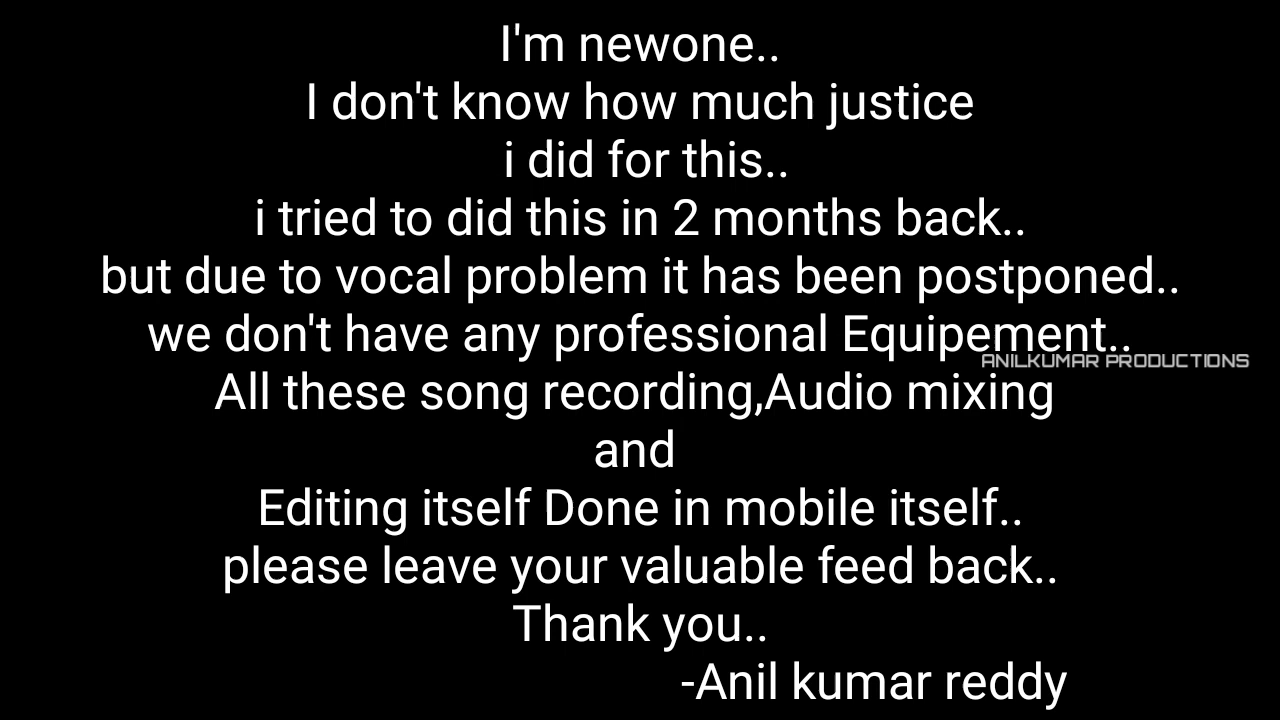 I'm newone..
I don't know how much justice
i did for this..
i tried to did this in 2 months back..
but due to vocal problem it has been postponed..
we don't have any professional Equipement..
ANILKUMAR PRODUCTIONS
All these song recording,Audio mixing
and
Editing itself Done in mobile itself..
please leave your valuable feed back..
Thank you..
-Anil kumar reddy